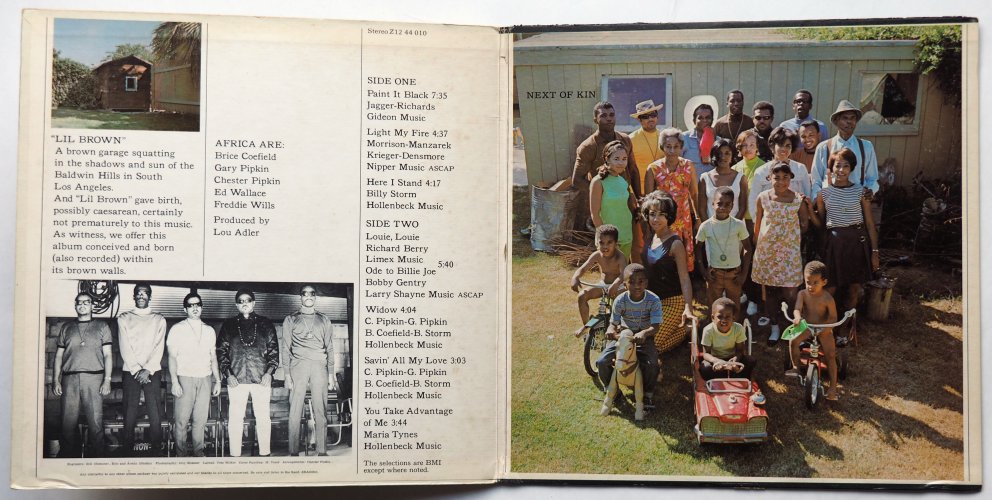 "LIL BROWN"
A brown garage squatting
in the shadows and sun of the
Baldwin Hills in South
Los Angeles.
And "Lil Brown" gave birth,
possibly caesarean, certainly
not prematurely to this music.
As witness, we offer this
album conceived and born
(also recorded) within
its brown walls.
AFRICA ARE:
Brice Coefield
Gary Pipkin
Chester Pipkin
Ed Wallace
Freddie Wills
Produced by
Lou Adler
Stereo Z12 44 010
SIDE ONE
Paint It Black 7:35
Jagger-Richards
Gideon Music
Light My Fire 4:37
Morrison-Manzarek
Krieger-Densmore
Nipper Music ASCAP
Here I Stand 4:17
Billy Storm
Hollenbeck Music
SIDE TWO
Louie, Louie
Richard Berry
Limex Music 5:40
Ode to Billie Joe
Bobby Gentry
Larry Shayne Music ASCAP
Widow 4:04
C. Pipkin-G. Pipkin
B. Coefield-B. Storm
Hollenbeck Music
Savin' All My Love 3:03
C. Pipkin-G. Pipkin
B. Coefield-B. Storm
Hollenbeck Music
You Take Advantage
of Me 3:44
Maria Tynes
Hollenbeck Music
The selections are BMI
except where noted.
NEXT OF KIN